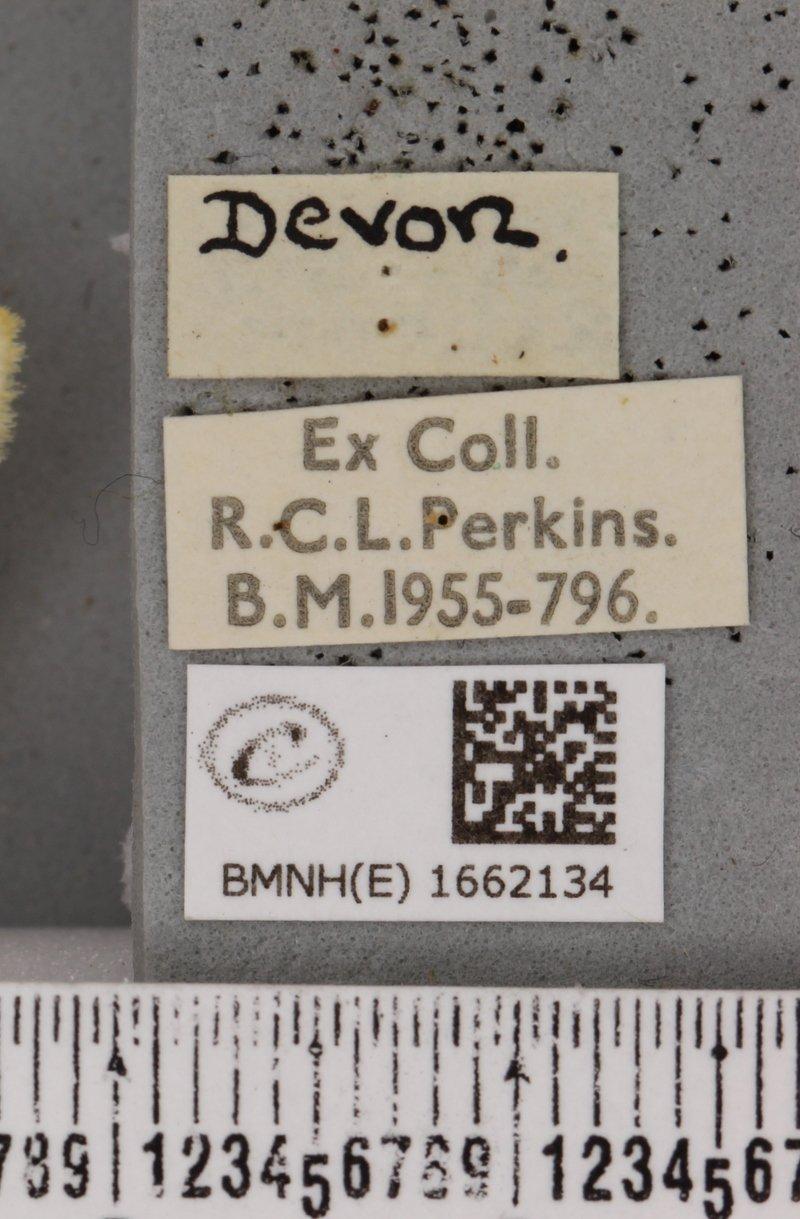 Devon.
Ex Coll.
R.C.L.Perkins.
B.M.1955-796.
C
BMNH(E) 1662134
789 123456789 1234567